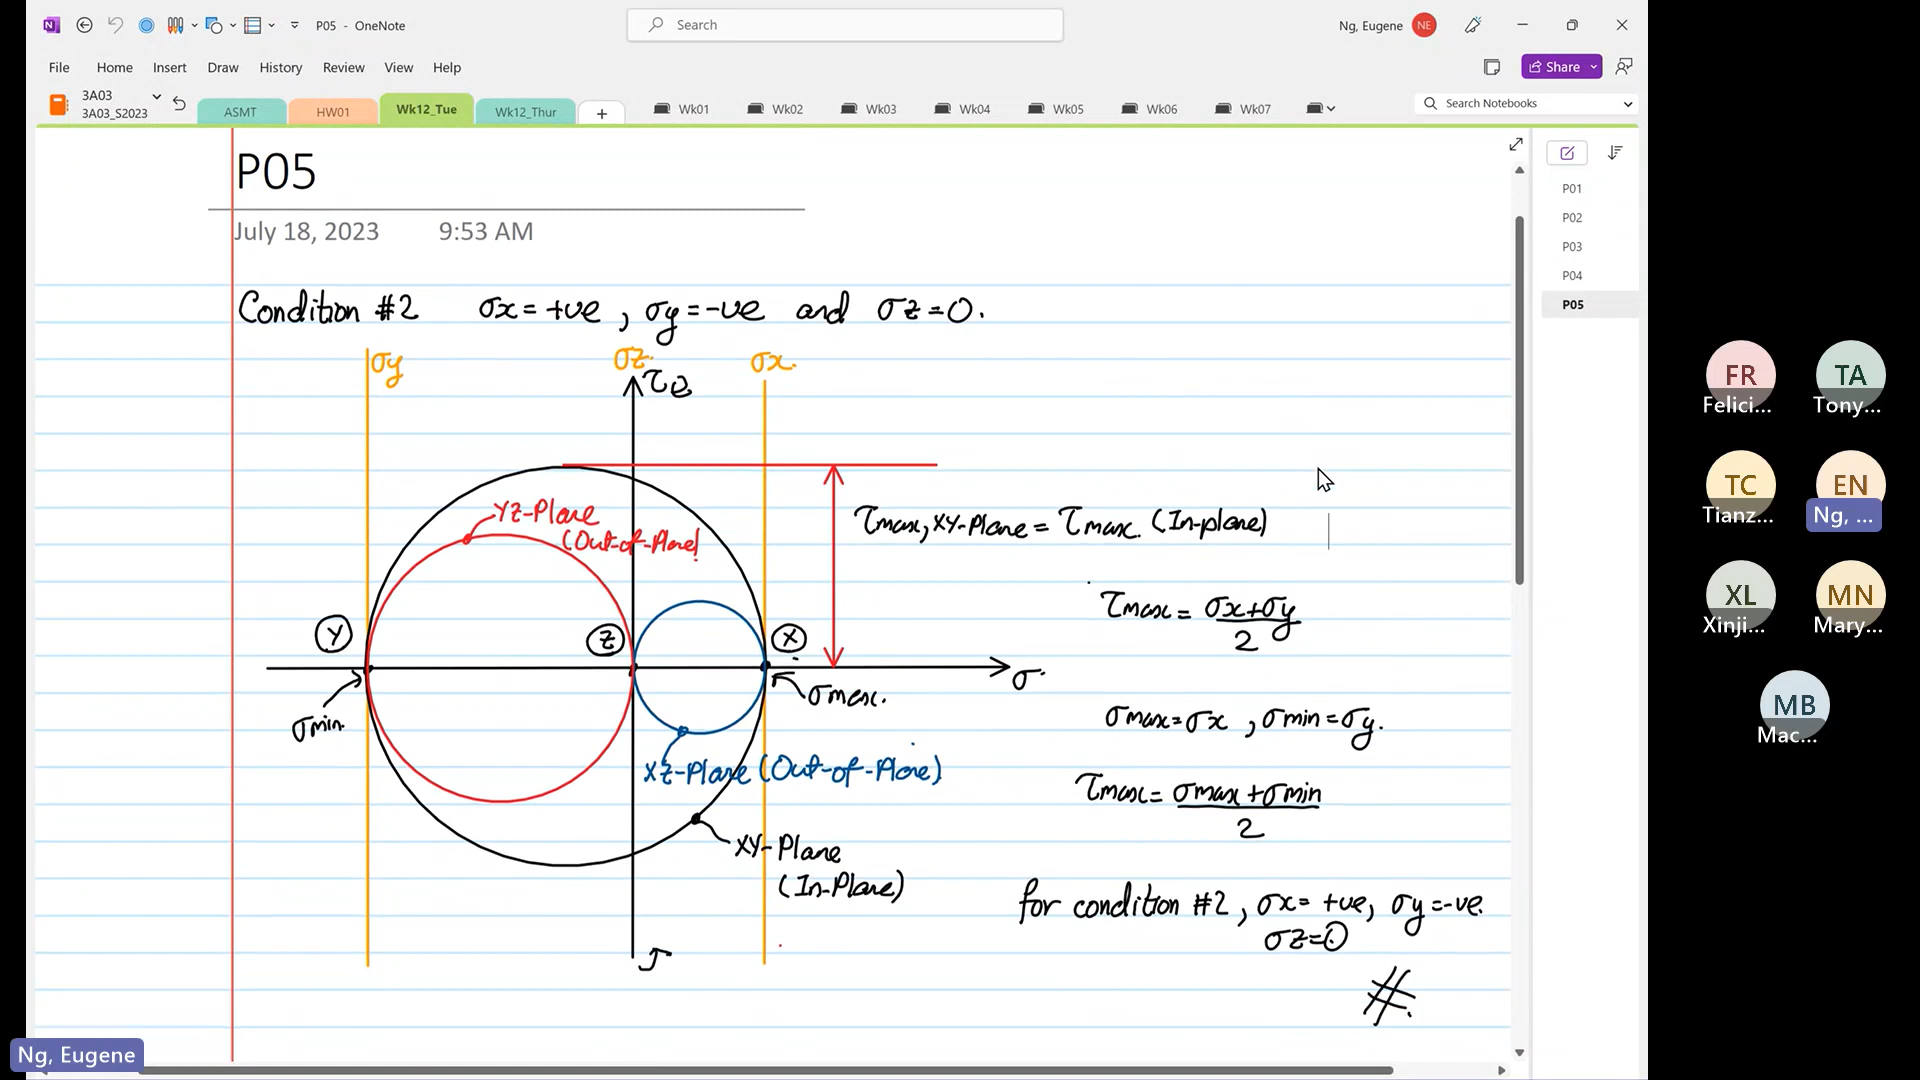 P05 - OneNote
Search
Ng, Eugene
NE
File Home Insert Draw History Review View Help
Share
3A03
3A03_S2023
ASMT
HW01
Wk12_Tue
Wk12_Thur
+
Wk01
Wk02
Wk03
Wk04
Wk05
Wk06
Wk07
Search Notebooks
P05
July 18, 2023 9:53 AM
P01
P02
P03
P04
P05
Condition #2 σx = +ve , σy = -ve and σz = 0.
σy
σz.
σx.
τ
YZ-Plane
(Out-of-Plane)
τmax, XY-Plane = τmax. (In-plane)
τmax = σx+σy
2
Y
Z
X
σ.
σmin.
σmax.
σmax = σx , σmin = σy.
XZ-Plane (Out-of-Plane)
τmax = σmax + σmin
2
XY-Plane
(In-Plane)
for condition #2 , σx = +ve, σy = -ve.
σz = 0
#.
FR
Felici...
TA
Tony...
TC
Tianz...
EN
Ng, ...
XL
Xinji...
MN
Mary...
MB
Mac...
Ng, Eugene